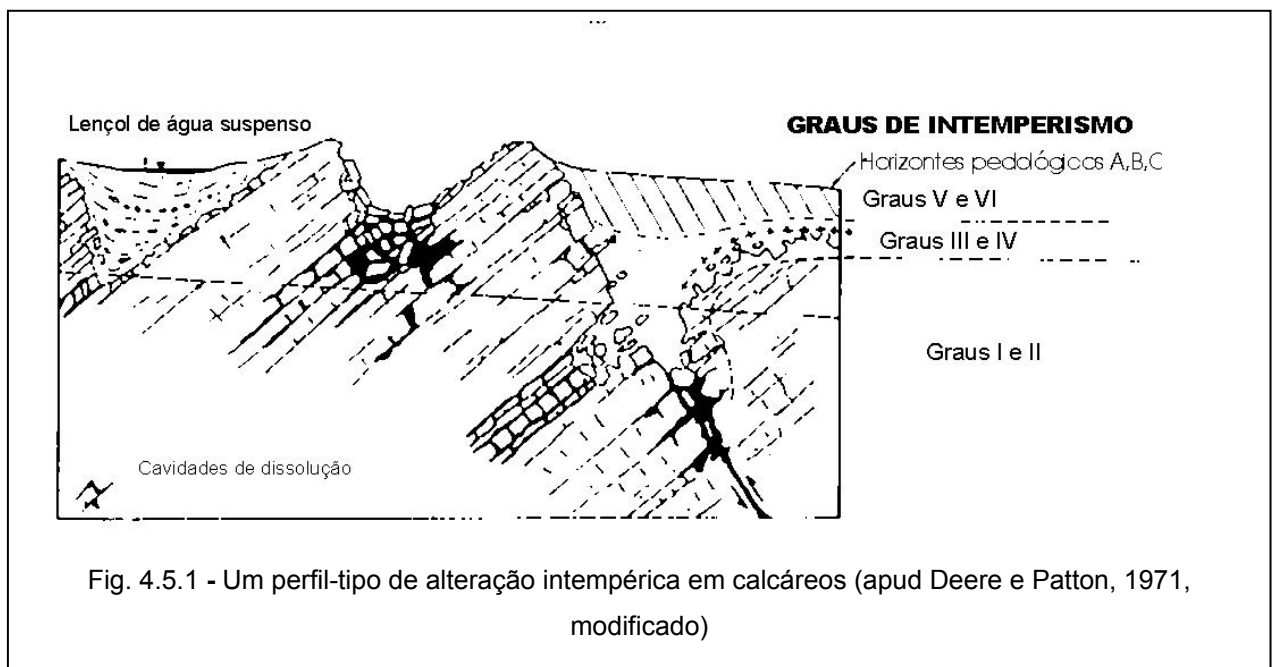 Lençol de água suspenso
GRAUS DE INTEMPERISMO
Horizontes pedológicos A,B,C
Graus V e VI
Graus III e IV
Graus I e II
Cavidades de dissolução
Fig. 4.5.1 - Um perfil-tipo de alteração intempérica em calcáreos (apud Deere e Patton, 1971,
modificado)